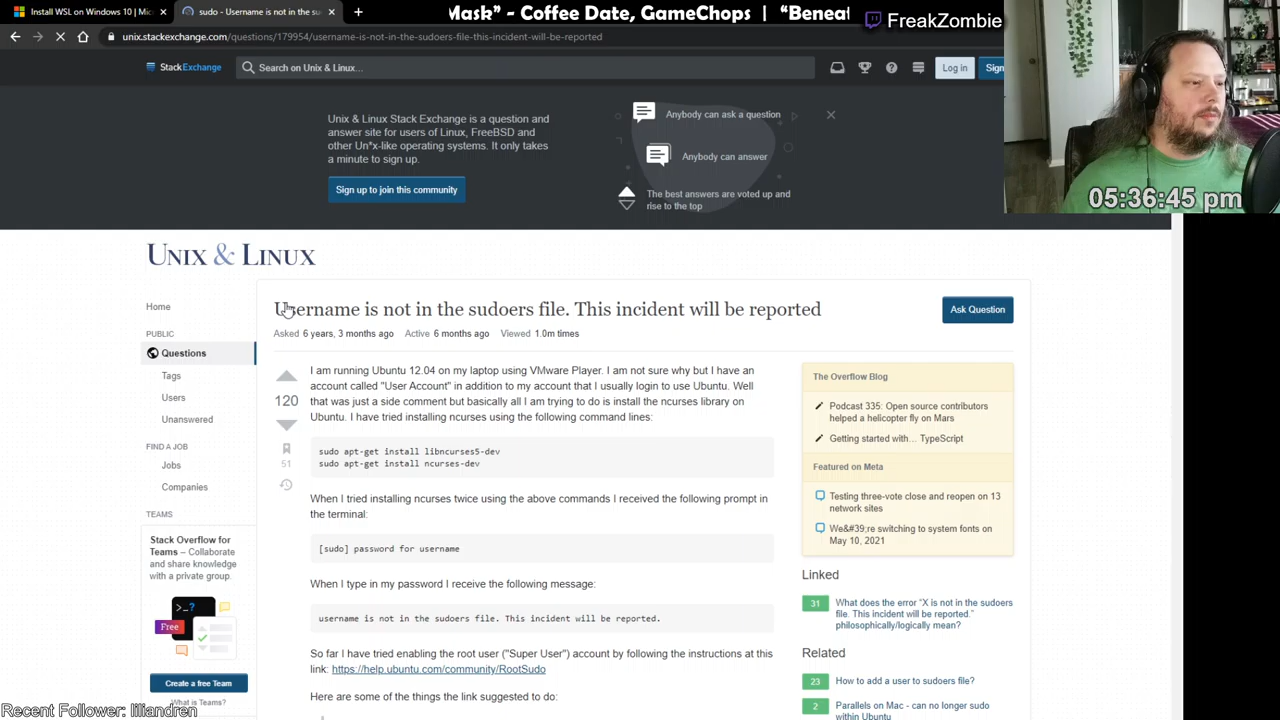 Install WSL on Windows 10 | Micr
sudo - Username is not in the su
Mask" - Coffee Date, GameChops | "Beneat
FreakZombie
unix.stackexchange.com/questions/179954/username-is-not-in-the-sudoers-file-this-incident-will-be-reported
StackExchange
Search on Unix & Linux…
Log in
Sign
Unix & Linux Stack Exchange is a question and
answer site for users of Linux, FreeBSD and
other Un*x-like operating systems. It only takes
a minute to sign up.
Sign up to join this community
Anybody can ask a question
Anybody can answer
The best answers are voted up and
rise to the top
05:36:45 pm
UNIX & LINUX
Home
PUBLIC
Questions
Tags
Users
Unanswered
FIND A JOB
Jobs
Companies
TEAMS
Stack Overflow for
Teams – Collaborate
and share knowledge
with a private group.
>_?
Free
Create a free Team
What is Teams?
Username is not in the sudoers file. This incident will be reported
Ask Question
Asked 6 years, 3 months ago Active 6 months ago Viewed 1.0m times
120
51
I am running Ubuntu 12.04 on my laptop using VMware Player. I am not sure why but I have an
account called "User Account" in addition to my account that I usually login to use Ubuntu. Well
that was just a side comment but basically all I am trying to do is install the ncurses library on
Ubuntu. I have tried installing ncurses using the following command lines:
sudo apt-get install libncurses5-dev
sudo apt-get install ncurses-dev
When I tried installing ncurses twice using the above commands I received the following prompt in
the terminal:
[sudo] password for username
When I type in my password I receive the following message:
username is not in the sudoers file. This incident will be reported.
So far I have tried enabling the root user ("Super User") account by following the instructions at this
link: https://help.ubuntu.com/community/RootSudo
Here are some of the things the link suggested to do:
The Overflow Blog
Podcast 335: Open source contributors
helped a helicopter fly on Mars
Getting started with… TypeScript
Featured on Meta
Testing three-vote close and reopen on 13
network sites
We&#39;re switching to system fonts on
May 10, 2021
Linked
31
What does the error "X is not in the sudoers
file. This incident will be reported."
philosophically/logically mean?
Related
23
How to add a user to sudoers file?
2
Parallels on Mac - can no longer sudo
within Ubuntu
Recent Follower: liliandren